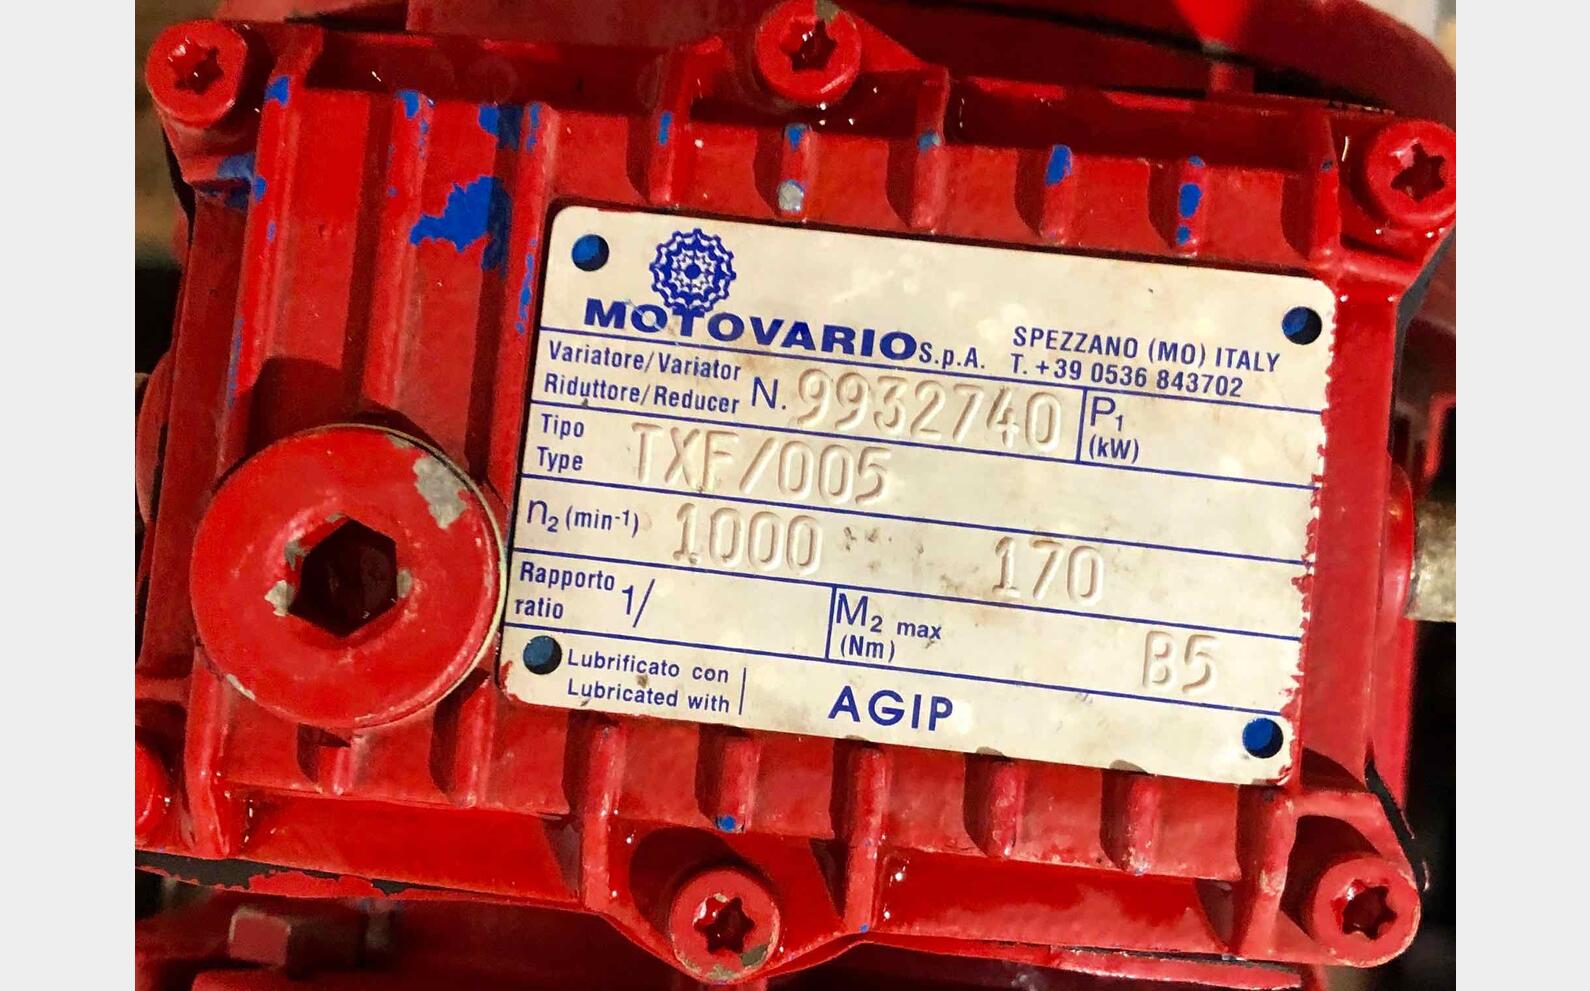 MOTOVARIO S.p.A.
SPEZZANO (MO) ITALY
T. +39 0536 843702
Variatore/Variator
Riduttore/Reducer N. 9932740
P1
(kW)
Tipo
Type TXF/005
n2 (min-1) 1000 170
Rapporto
ratio 1/
M2 max
(Nm) B5
Lubrificato con
Lubricated with
AGIP